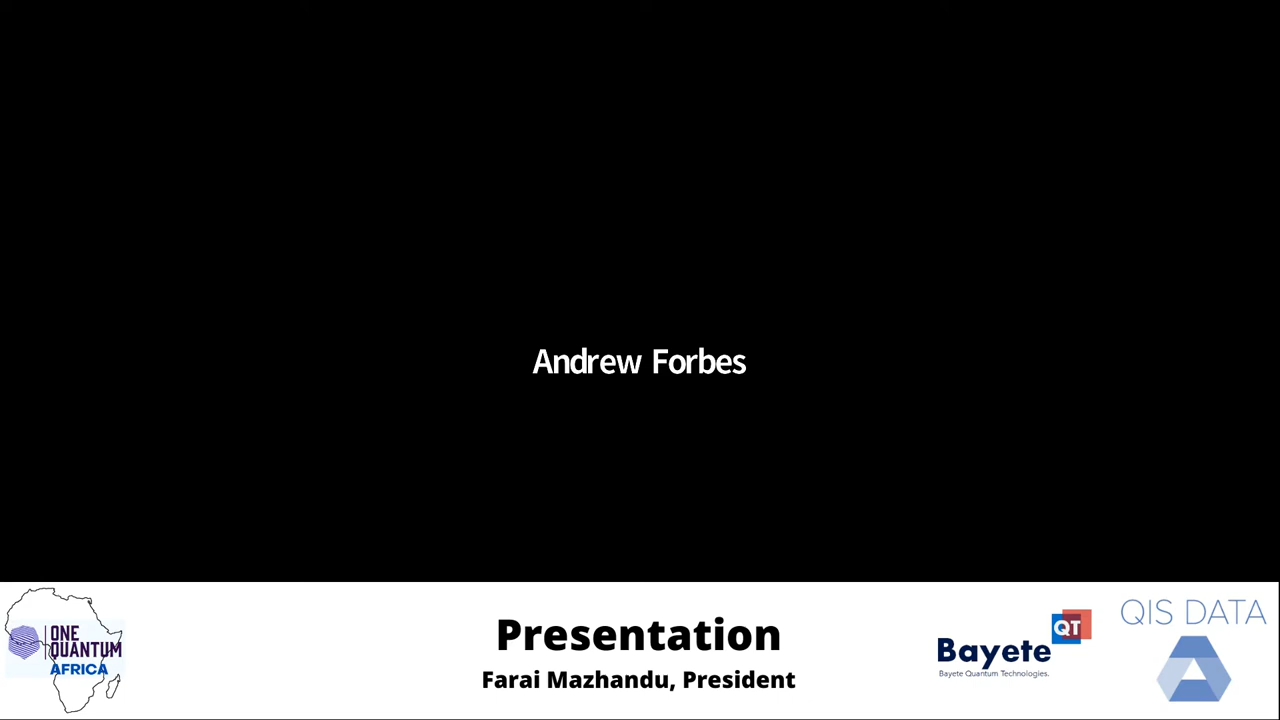 Andrew Forbes
ONE
QUANTUM
AFRICA
Presentation
Farai Mazhandu, President
QT
Bayete
Bayete Quantum Technologies.
QIS DATA